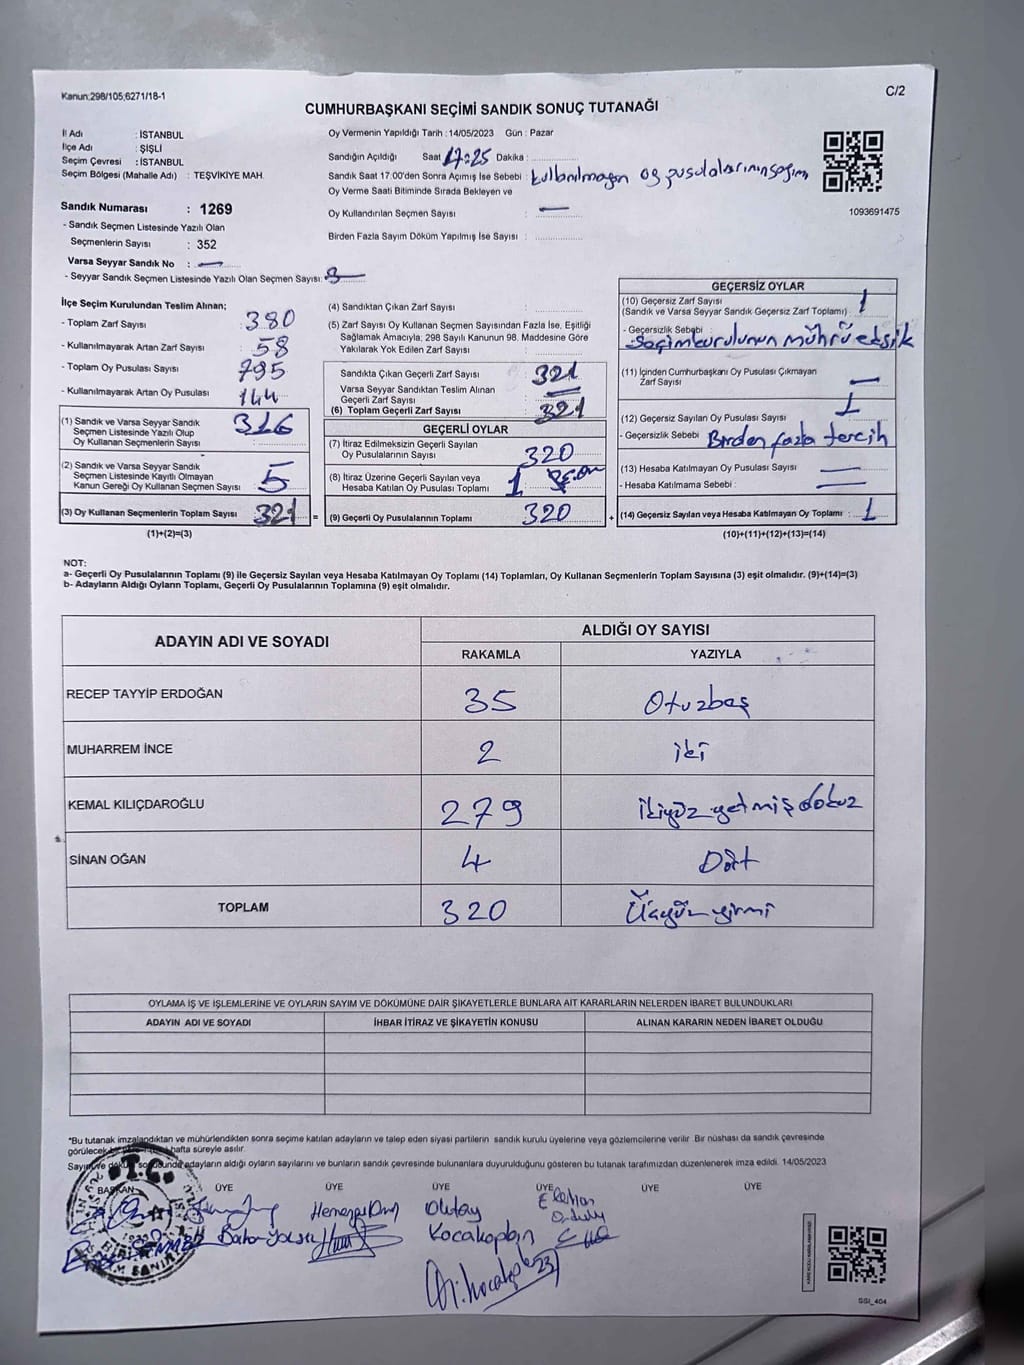 Kanun:298/105;6271/18-1
C/2
CUMHURBAŞKANI SEÇİMİ SANDIK SONUÇ TUTANAĞI
İl Adı : İSTANBUL
İlçe Adı : ŞİŞLİ
Seçim Çevresi : İSTANBUL
Seçim Bölgesi (Mahalle Adı) : TEŞVİKİYE MAH.
Sandık Numarası : 1269
- Sandık Seçmen Listesinde Yazılı Olan
Seçmenlerin Sayısı : 352
Varsa Seyyar Sandık No : —
- Seyyar Sandık Seçmen Listesinde Yazılı Olan Seçmen Sayısı:
Oy Vermenin Yapıldığı Tarih : 14/05/2023 Gün : Pazar
Sandığın Açıldığı Saat 17:25 Dakika :
Sandık Saat 17:00'den Sonra Açımış İse Sebebi : kullanılmayan oy pusulalarının sayımı
Oy Verme Saati Bitiminde Sırada Bekleyen ve
Oy Kullandırılan Seçmen Sayısı : —
Birden Fazla Sayım Döküm Yapılmış İse Sayısı :
1093691475
İlçe Seçim Kurulundan Teslim Alınan;
- Toplam Zarf Sayısı 380
- Kullanılmayarak Artan Zarf Sayısı 58
- Toplam Oy Pusulası Sayısı 795
- Kullanılmayarak Artan Oy Pusulası 144
(1) Sandık ve Varsa Seyyar Sandık
Seçmen Listesinde Yazılı Olup
Oy Kullanan Seçmenlerin Sayısı : 316
(2) Sandık ve Varsa Seyyar Sandık
Seçmen Listesinde Kayıtlı Olmayan
Kanun Gereği Oy Kullanan Seçmen Sayısı : 5
(3) Oy Kullanan Seçmenlerin Toplam Sayısı : 321 =
(1)+(2)=(3)
(4) Sandıktan Çıkan Zarf Sayısı :
(5) Zarf Sayısı Oy Kullanan Seçmen Sayısından Fazla İse, Eşitliği
Sağlamak Amacıyla; 298 Sayılı Kanunun 98. Maddesine Göre
Yakılarak Yok Edilen Zarf Sayısı :
Sandıkta Çıkan Geçerli Zarf Sayısı : 321
Varsa Seyyar Sandıktan Teslim Alınan
Geçerli Zarf Sayısı : —
(6) Toplam Geçerli Zarf Sayısı : 321
GEÇERLİ OYLAR
(7) İtiraz Edilmeksizin Geçerli Sayılan
Oy Pusulalarının Sayısı : 320
(8) İtiraz Üzerine Geçerli Sayılan veya
Hesaba Katılan Oy Pusulası Toplamı : 1
(9) Geçerli Oy Pusulalarının Toplamı : 320 +
GEÇERSİZ OYLAR
(10) Geçersiz Zarf Sayısı
(Sandık ve Varsa Seyyar Sandık Geçersiz Zarf Toplamı) : 1
- Geçersizlik Sebebi :
Seçim kurulunun mührü eksik
(11) İçinden Cumhurbaşkanı Oy Pusulası Çıkmayan
Zarf Sayısı : —
(12) Geçersiz Sayılan Oy Pusulası Sayısı : 1
- Geçersizlik Sebebi : Birden fazla tercih
(13) Hesaba Katılmayan Oy Pusulası Sayısı : —
- Hesaba Katılmama Sebebi : —
(14) Geçersiz Sayılan veya Hesaba Katılmayan Oy Toplamı : 1
(10)+(11)+(12)+(13)=(14)
NOT:
a- Geçerli Oy Pusulalarının Toplamı (9) ile Geçersiz Sayılan veya Hesaba Katılmayan Oy Toplamı (14) Toplamları, Oy Kullanan Seçmenlerin Toplam Sayısına (3) eşit olmalıdır. (9)+(14)=(3)
b- Adayların Aldığı Oyların Toplamı, Geçerli Oy Pusulalarının Toplamına (9) eşit olmalıdır.
ADAYIN ADI VE SOYADI
ALDIĞI OY SAYISI
RAKAMLA YAZIYLA
RECEP TAYYİP ERDOĞAN 35 Otuzbeş
MUHARREM İNCE 2 iki
KEMAL KILIÇDAROĞLU 279 ikiyüz yetmiş dokuz
SİNAN OĞAN 4 Dört
TOPLAM 320 Üçyüz yirmi
OYLAMA İŞ VE İŞLEMLERİNE VE OYLARIN SAYIM VE DÖKÜMÜNE DAİR ŞİKAYETLERLE BUNLARA AİT KARARLARIN NELERDEN İBARET BULUNDUKLARI
ADAYIN ADI VE SOYADI İHBAR İTİRAZ VE ŞİKAYETİN KONUSU ALINAN KARARIN NEDEN İBARET OLDUĞU
*Bu tutanak imzalandıktan ve mühürlendikten sonra seçime katılan adayların ve talep eden siyasi partilerin sandık kurulu üyelerine veya gözlemcilerine verilir. Bir nüshası da sandık çevresinde
görülecek hafta süreyle asılır.
Sayım ve döküm sonucunda adayların aldığı oyların sayılarını ve bunların sandık çevresinde bulunanlara duyurulduğunu gösteren bu tutanak tarafımızdan düzenlenerek imza edildi. 14/05/2023
BAŞKAN ÜYE ÜYE ÜYE ÜYE ÜYE ÜYE
T.C.
Olutay
Kocakaplan
SSI_404